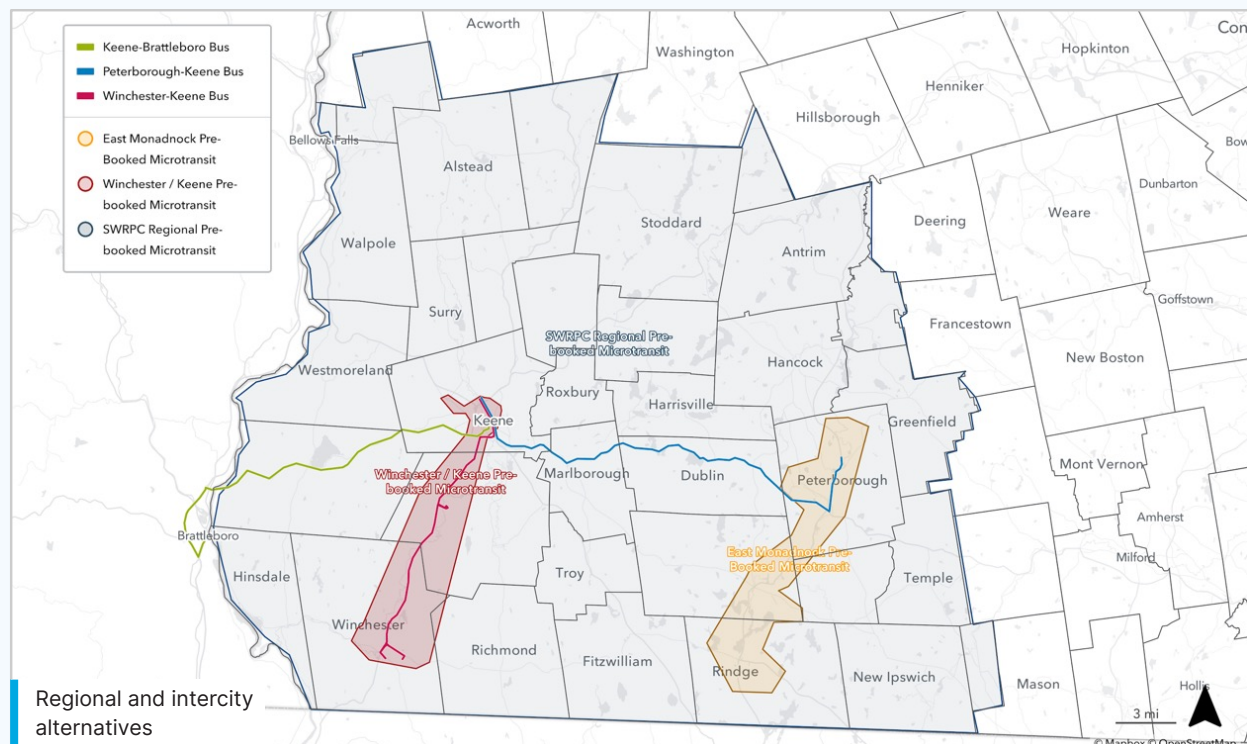 Keene-Brattleboro Bus
Peterborough-Keene Bus
Winchester-Keene Bus
East Monadnock Pre-
Booked Microtransit
Winchester / Keene Pre-
booked Microtransit
SWRPC Regional Pre-
booked Microtransit
Acworth
Washington
Hopkinton
Con
Henniker
Hillsborough
Bellows Falls
Bow
Alstead
Dunbarton
Stoddard
Deering
Weare
Walpole
Antrim
Goffstown
Surry
Francestown
SWRPC Regional Pre-
booked Microtransit
New Boston
Hancock
Westmoreland
Roxbury
Harrisville
Keene
Greenfield
Mont Vernon
Winchester / Keene Pre-
booked Microtransit
Marlborough
Dublin
Peterborough
Amherst
Brattleboro
East Monadnock Pre-
Booked Microtransit
Milford
Hinsdale
Troy
Temple
Winchester
Richmond
Fitzwilliam
Rindge
New Ipswich
Mason
Hollis
Regional and intercity
alternatives
3 mi
© Mapbox © OpenStreetMap